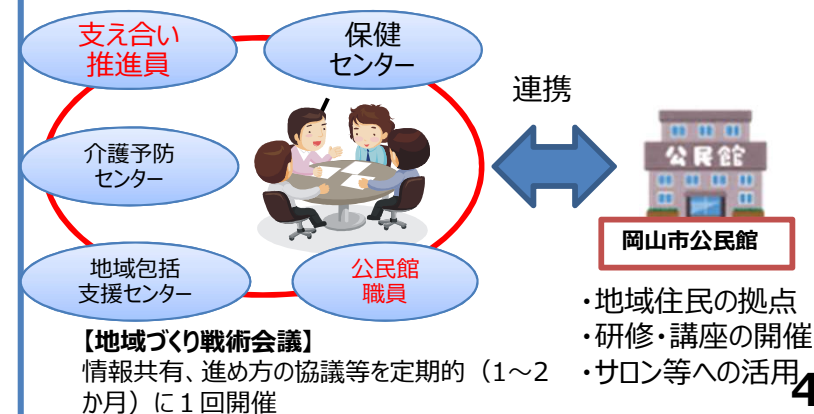 支え合い
推進員
保健
センター
連携
介護予防
センター
公民館
岡山市公民館
地域包括
支援センター
公民館
職員
・地域住民の拠点
・研修・講座の開催
・サロン等への活用
【地域づくり戦術会議】
情報共有、進め方の協議等を定期的（1～2
か月）に１回開催
4